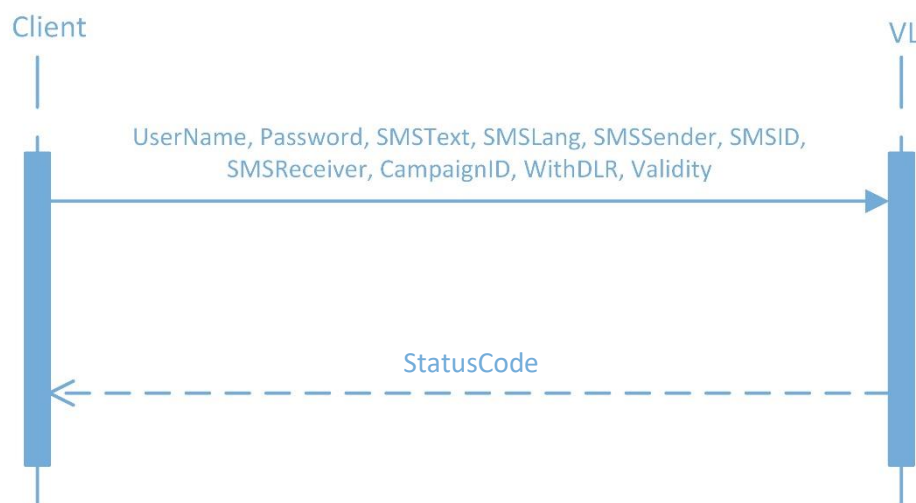 Client
VL
UserName, Password, SMSText, SMSLang, SMSSender, SMSID,
SMSReceiver, CampaignID, WithDLR, Validity
StatusCode